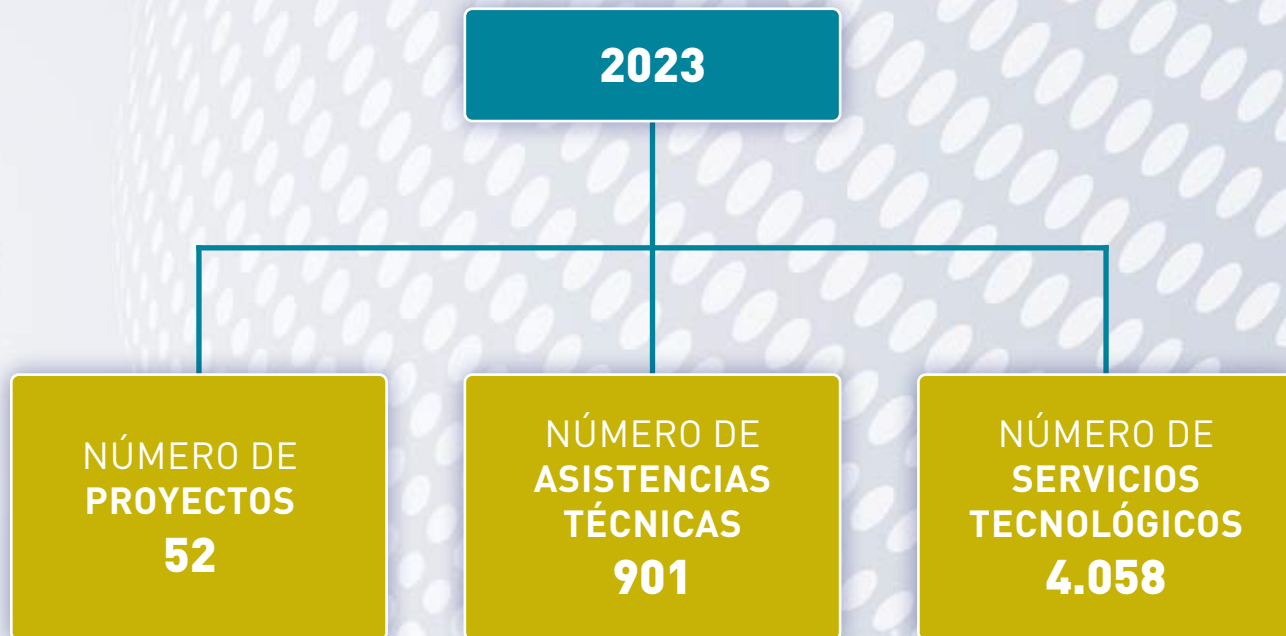 2023
NÚMERO DE
PROYECTOS
52
NÚMERO DE
ASISTENCIAS
TÉCNICAS
901
NÚMERO DE
SERVICIOS
TECNOLÓGICOS
4.058